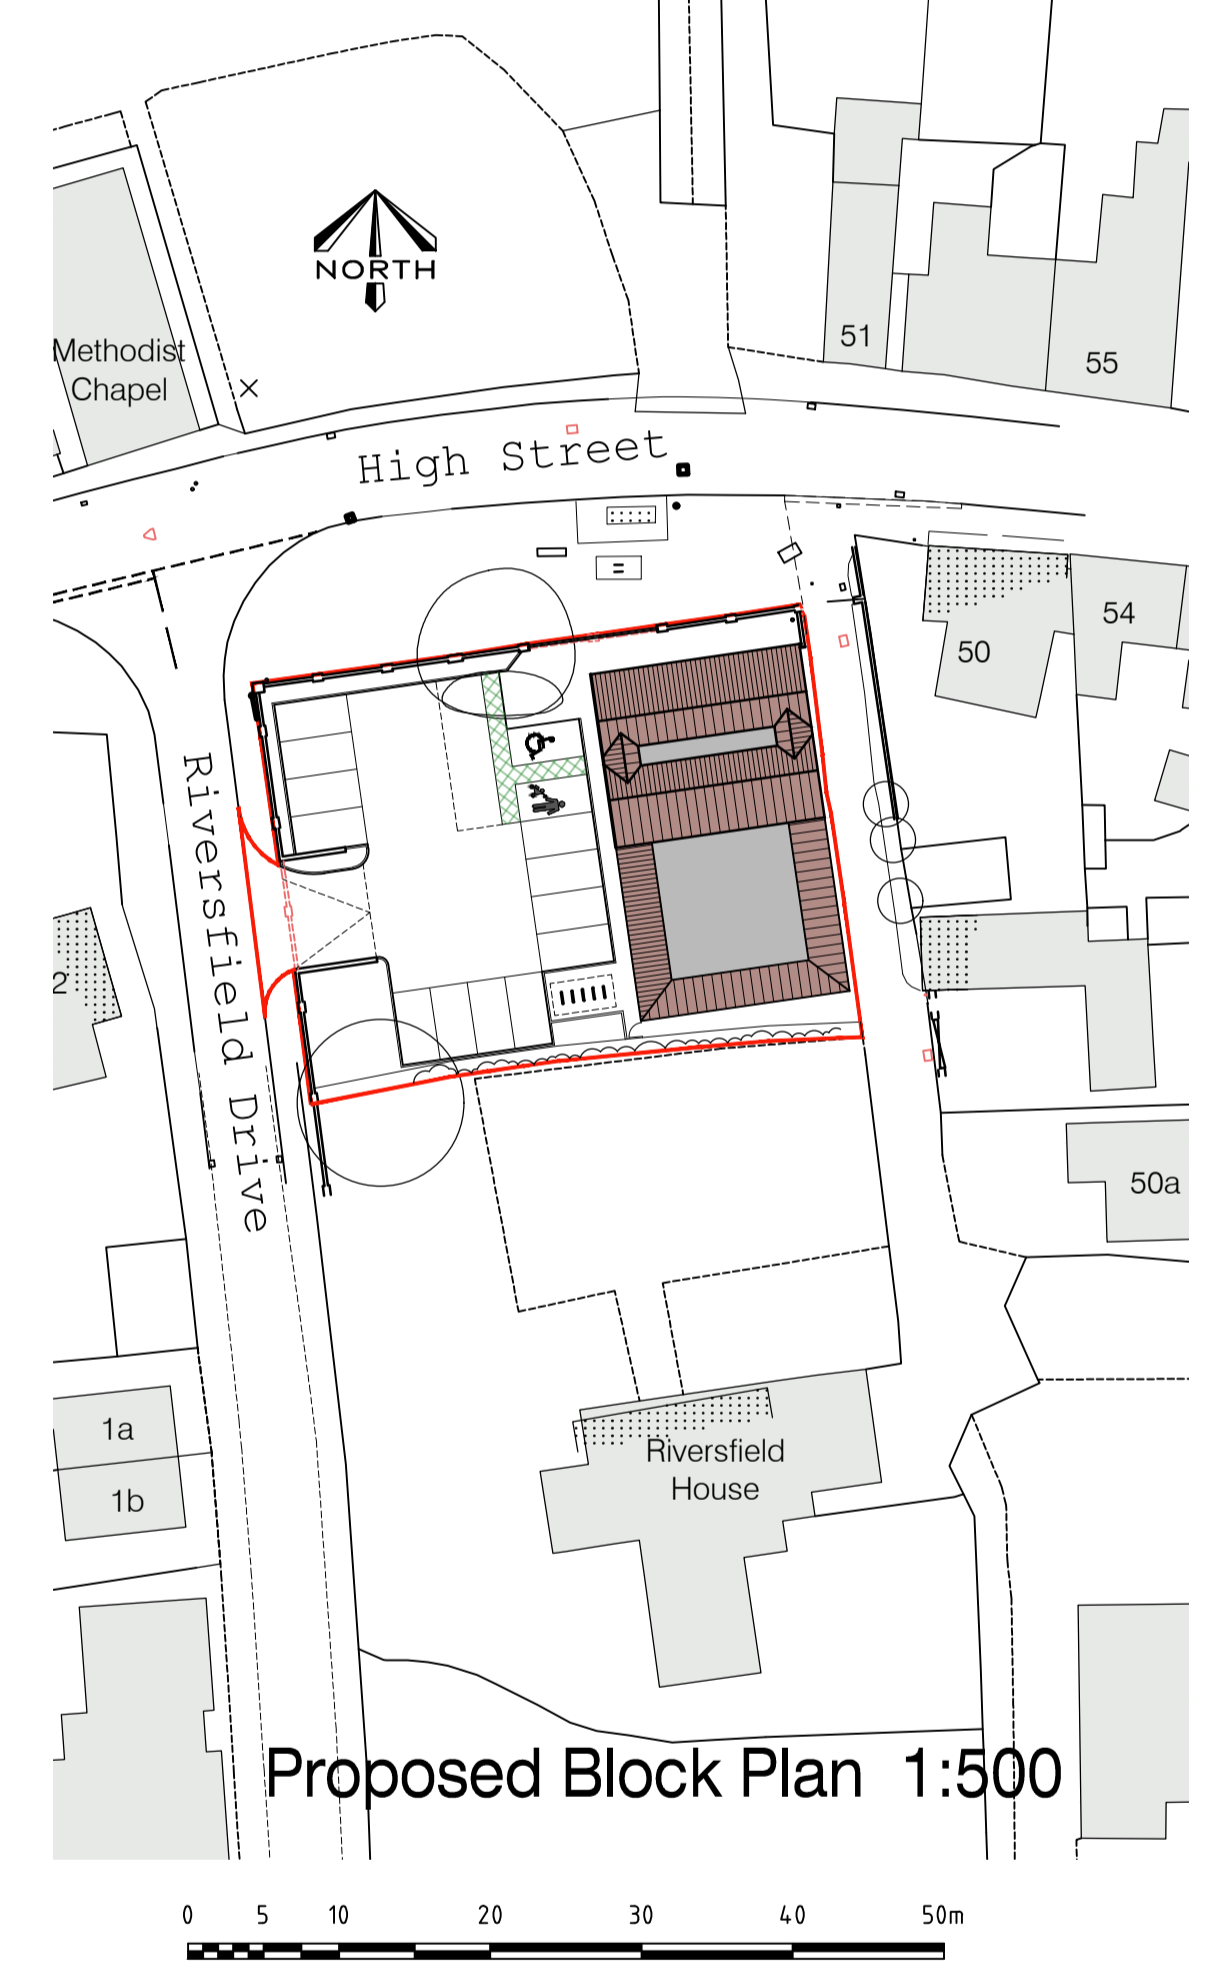 NORTH
51
55
Methodist
Chapel
High Street
54
50
Riversfield Drive
2
50a
1a
1b
Riversfield
House
Proposed Block Plan 1:500
0 5 10 20 30 40 50m